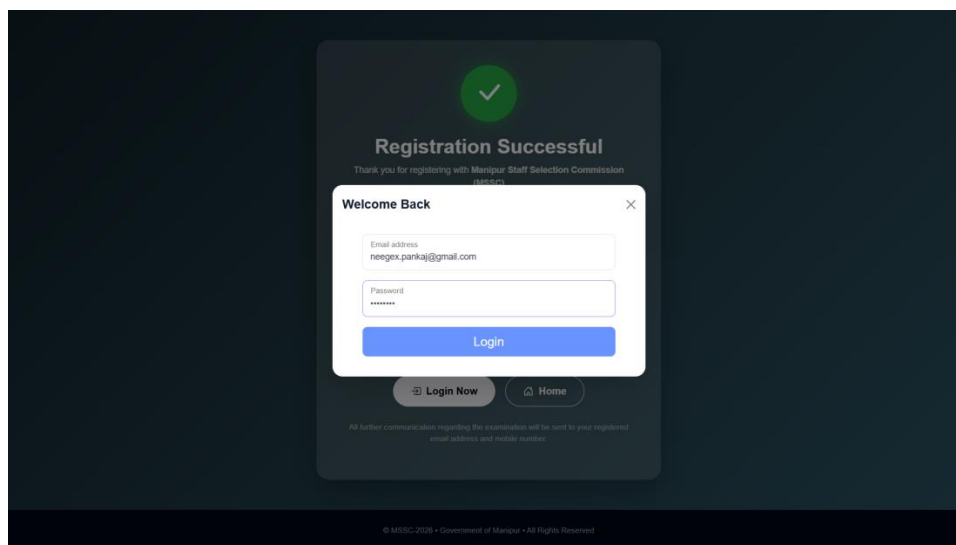 Registration Successful
Thank you for registering with Manipur Staff Selection Commission
(MSSC)
Welcome Back
Email address
neegex.pankaj@gmail.com
Password
••••••••
Login
Login Now
Home
All further communication regarding the examination will be sent to your registered
email address and mobile number.
© MSSC-2026 • Government of Manipur • All Rights Reserved